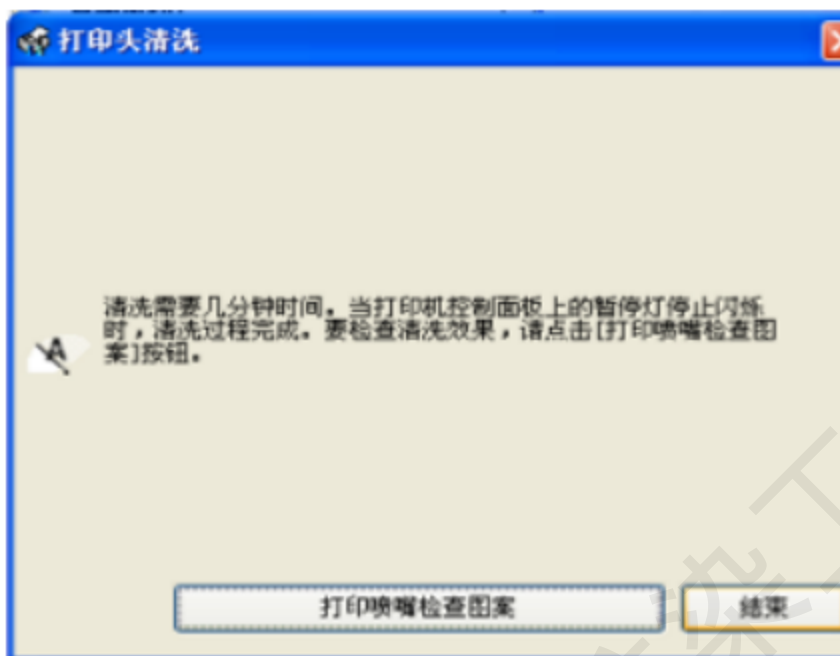 打印头清洗
清洗需要几分钟时间。当打印机控制面板上的暂停灯停止闪烁
时，清洗过程完成。要检查清洗效果，请点击[打印喷嘴检查图
案]按钮。
打印喷嘴检查图案
结束
染工